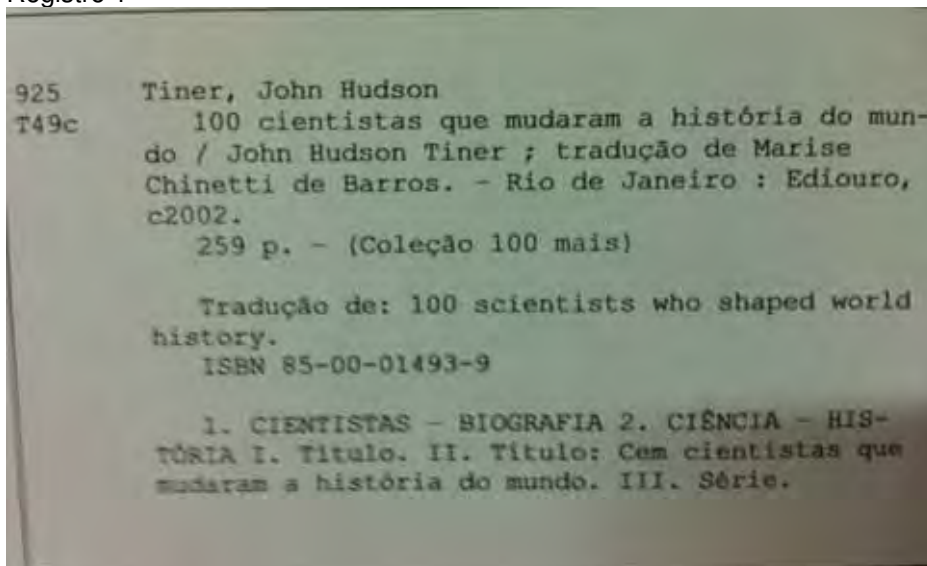 925 Tiner, John Hudson
T49c 100 cientistas que mudaram a história do mun-
do / John Hudson Tiner ; tradução de Marise
Chinetti de Barros. - Rio de Janeiro : Ediouro,
c2002.
259 p. - (Coleção 100 mais)
Tradução de: 100 scientists who shaped world
history.
ISBN 85-00-01493-9
1. CIENTISTAS - BIOGRAFIA 2. CIÊNCIA - HIS-
TÓRIA I. Título. II. Título: Cem cientistas que
mudaram a história do mundo. III. Série.